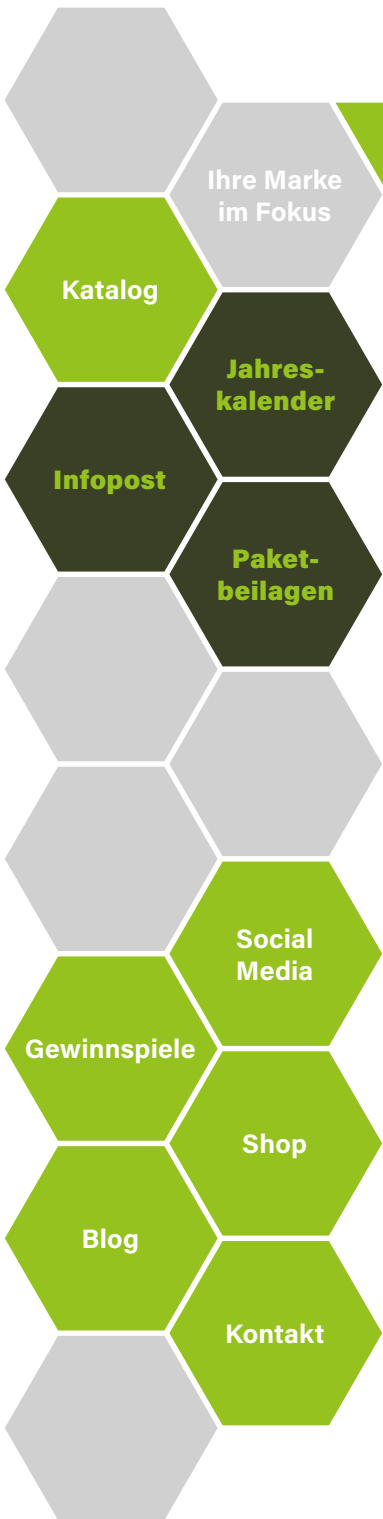 Ihre Marke
im Fokus
Katalog
Jahres-
kalender
Infopost
Paket-
beilagen
Social
Media
Gewinnspiele
Shop
Blog
Kontakt